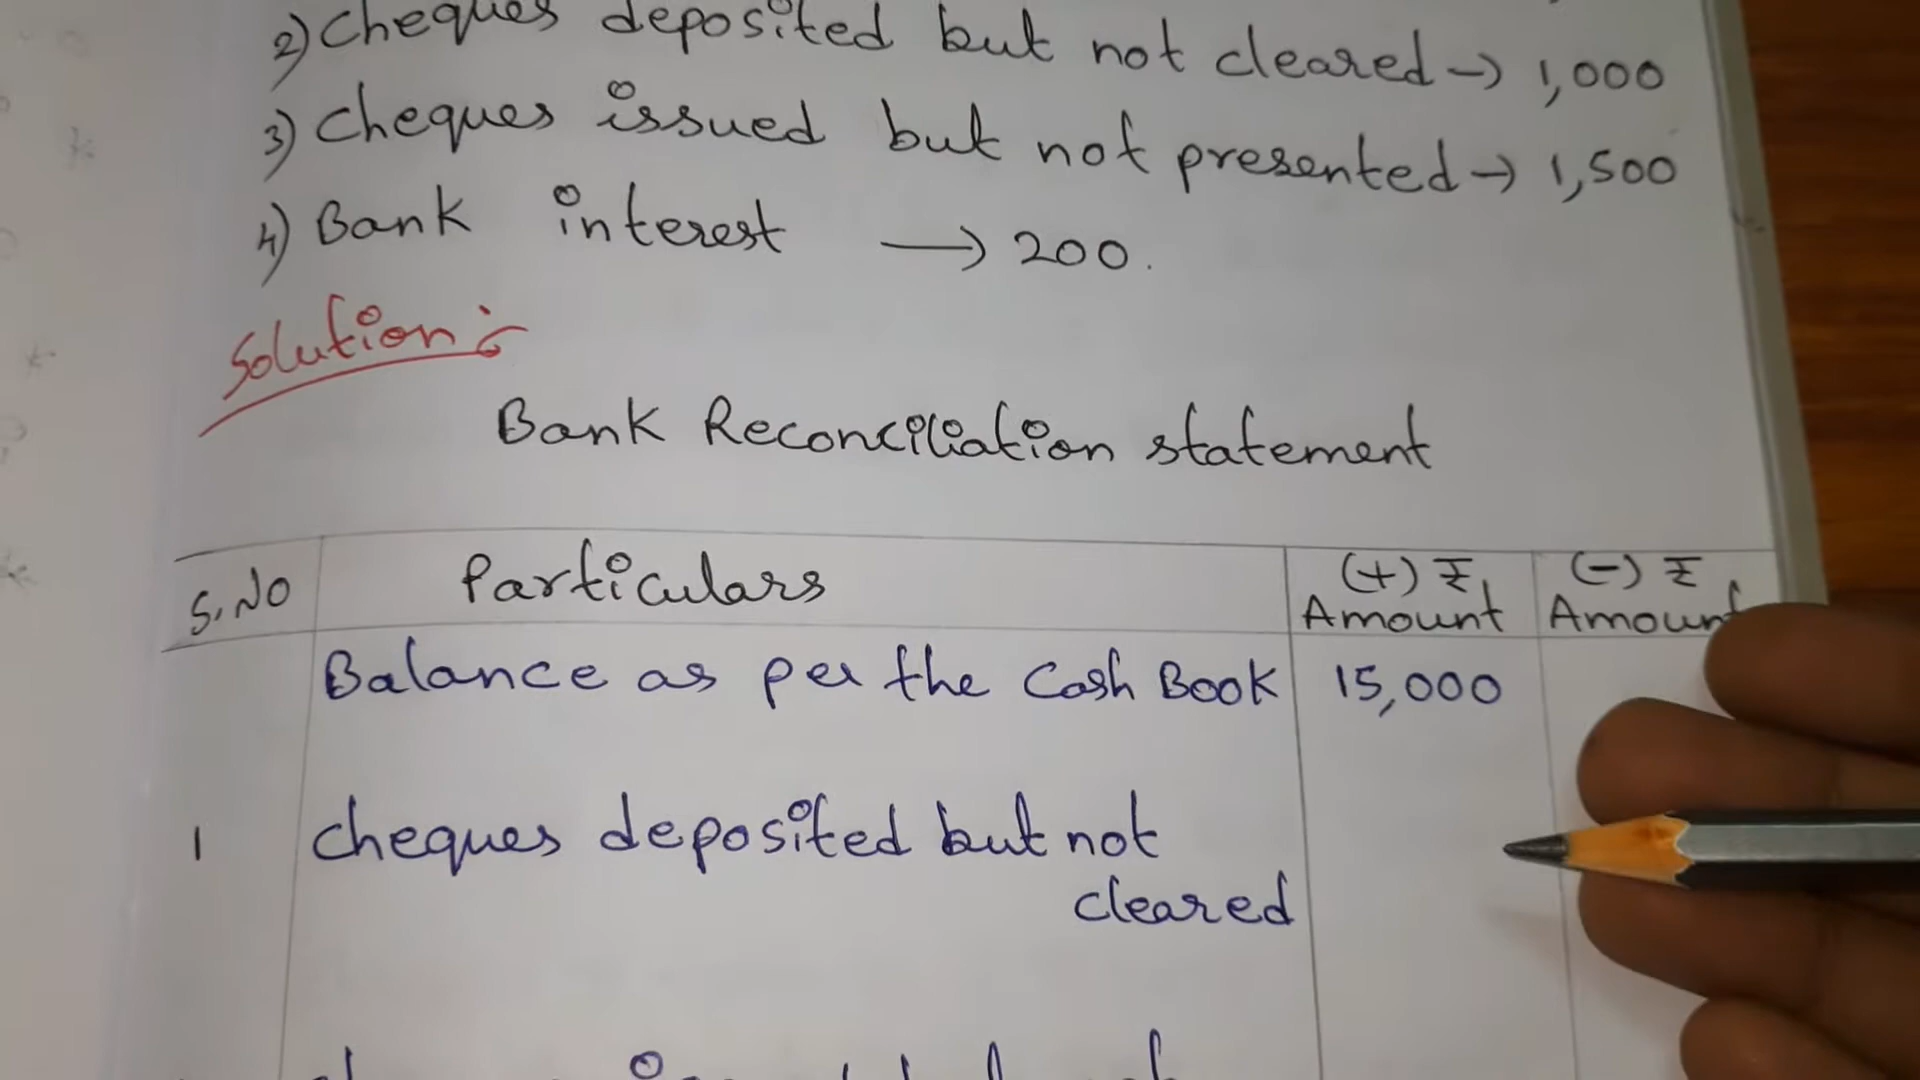 2) Cheques deposited but not cleared → 1,000
3) Cheques issued but not presented → 1,500
4) Bank interest → 200.
Solution :-
Bank Reconciliation statement
S.No Particulars (+) ₹ Amount (-) ₹ Amount
Balance as per the Cash Book 15,000
1 cheques deposited but not
cleared